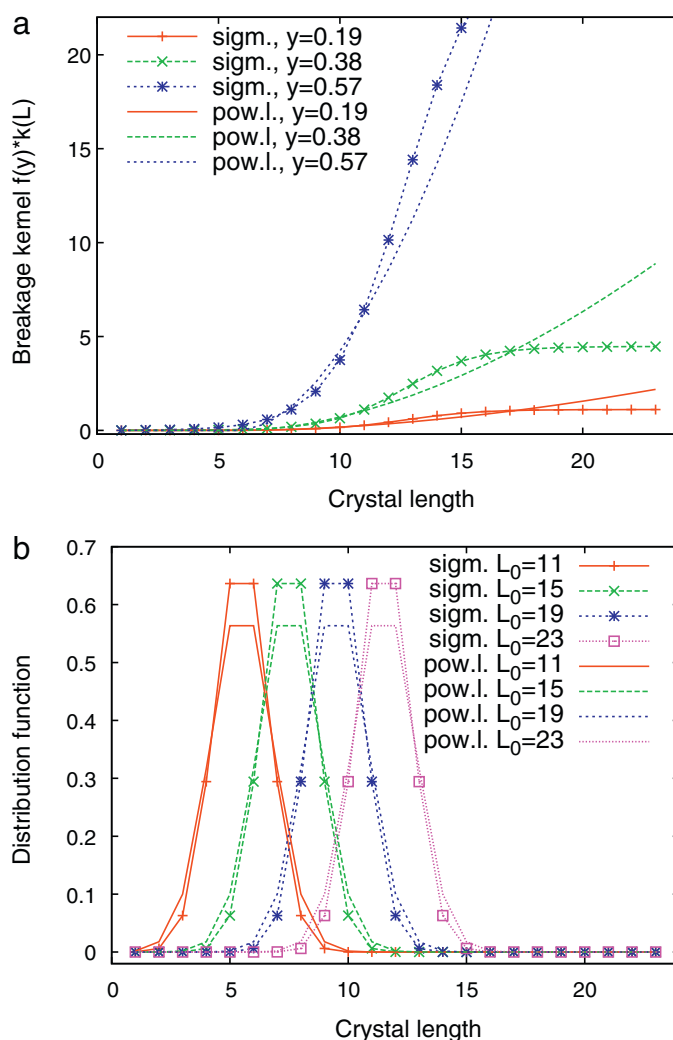 a
sigm., y=0.19
sigm., y=0.38
sigm., y=0.57
pow.l., y=0.19
pow.l, y=0.38
pow.l., y=0.57
Breakage kernel f(y)*k(L)
20
15
10
5
0
0 5 10 15 20
Crystal length
b
sigm. L₀=11
sigm. L₀=15
sigm. L₀=19
sigm. L₀=23
pow.l. L₀=11
pow.l. L₀=15
pow.l. L₀=19
pow.l. L₀=23
Distribution function
0.7
0.6
0.5
0.4
0.3
0.2
0.1
0
0 5 10 15 20
Crystal length